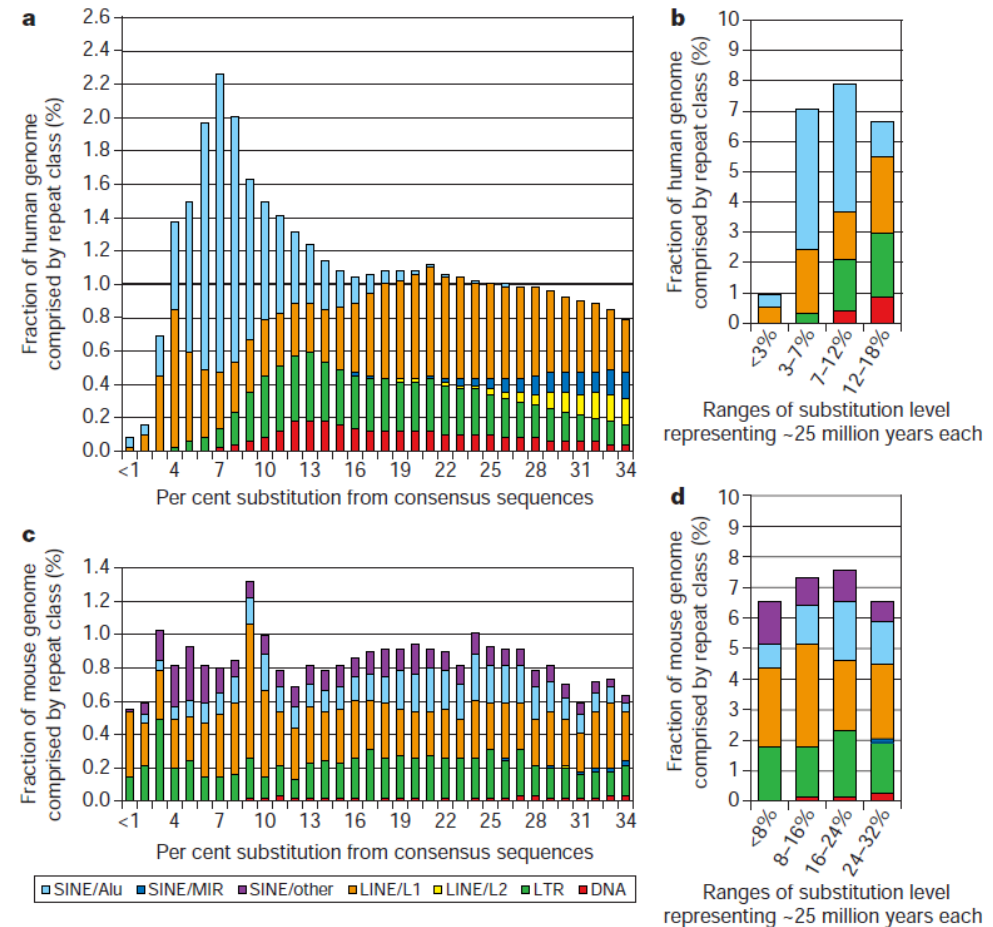 a
Fraction of human genome
comprised by repeat class (%)
2.6
2.4
2.2
2.0
1.8
1.6
1.4
1.2
1.0
0.8
0.6
0.4
0.2
0.0
<1 4 7 10 13 16 19 22 25 28 31 34
Per cent substitution from consensus sequences
b
Fraction of human genome
comprised by repeat class (%)
10
9
8
7
6
5
4
3
2
1
0
<3% 3–7% 7–12% 12–18%
Ranges of substitution level
representing ~25 million years each
c
Fraction of mouse genome
comprised by repeat class (%)
1.4
1.2
1.0
0.8
0.6
0.4
0.2
0.0
<1 4 7 10 13 16 19 22 25 28 31 34
Per cent substitution from consensus sequences
SINE/Alu SINE/MIR SINE/other LINE/L1 LINE/L2 LTR DNA
d
Fraction of mouse genome
comprised by repeat class (%)
10
9
8
7
6
5
4
3
2
1
0
<8% 8–16% 16–24% 24–32%
Ranges of substitution level
representing ~25 million years each